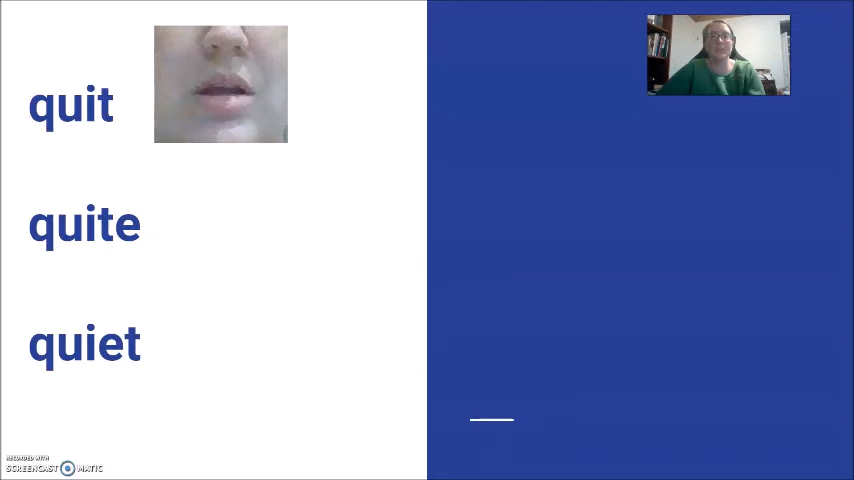 quit
quite
quiet
RECORDED WITH
SCREENCAST MATIC